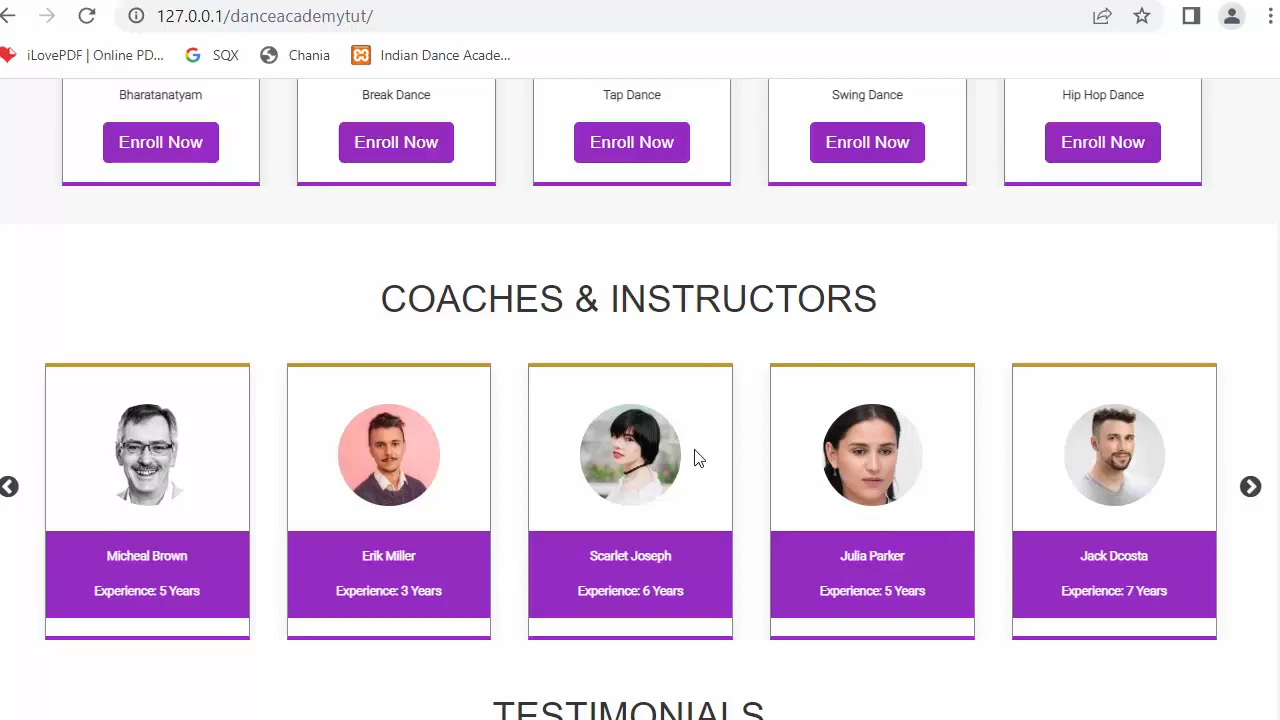 127.0.0.1/danceacademytut/
iLovePDF | Online PD... SQX Chania Indian Dance Acade...
Bharatanatyam Break Dance Tap Dance Swing Dance Hip Hop Dance
Enroll Now Enroll Now Enroll Now Enroll Now Enroll Now
COACHES & INSTRUCTORS
Micheal Brown Erik Miller Scarlet Joseph Julia Parker Jack Dcosta
Experience: 5 Years Experience: 3 Years Experience: 6 Years Experience: 5 Years Experience: 7 Years
TESTIMONIALS